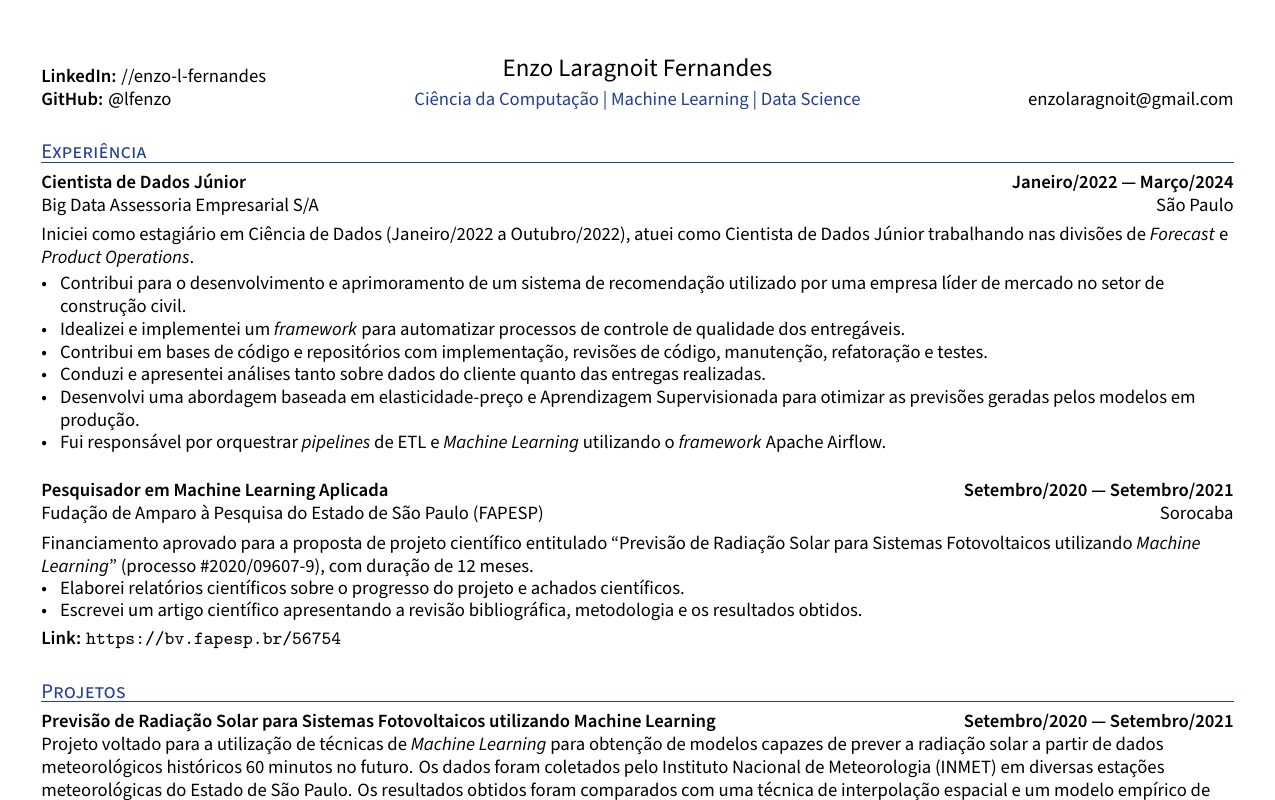 LinkedIn: //enzo-l-fernandes
GitHub: @lfenzo
Enzo Laragnoit Fernandes
Ciência da Computação | Machine Learning | Data Science
enzolaragnoit@gmail.com
Experiência
Cientista de Dados Júnior Janeiro/2022 — Março/2024
Big Data Assessoria Empresarial S/A São Paulo
Iniciei como estagiário em Ciência de Dados (Janeiro/2022 a Outubro/2022), atuei como Cientista de Dados Júnior trabalhando nas divisões de Forecast e
Product Operations.
• Contribui para o desenvolvimento e aprimoramento de um sistema de recomendação utilizado por uma empresa líder de mercado no setor de
construção civil.
• Idealizei e implementei um framework para automatizar processos de controle de qualidade dos entregáveis.
• Contribui em bases de código e repositórios com implementação, revisões de código, manutenção, refatoração e testes.
• Conduzi e apresentei análises tanto sobre dados do cliente quanto das entregas realizadas.
• Desenvolvi uma abordagem baseada em elasticidade-preço e Aprendizagem Supervisionada para otimizar as previsões geradas pelos modelos em
produção.
• Fui responsável por orquestrar pipelines de ETL e Machine Learning utilizando o framework Apache Airflow.
Pesquisador em Machine Learning Aplicada Setembro/2020 — Setembro/2021
Fudação de Amparo à Pesquisa do Estado de São Paulo (FAPESP) Sorocaba
Financiamento aprovado para a proposta de projeto científico entitulado “Previsão de Radiação Solar para Sistemas Fotovoltaicos utilizando Machine
Learning” (processo #2020/09607-9), com duração de 12 meses.
• Elaborei relatórios científicos sobre o progresso do projeto e achados científicos.
• Escrevei um artigo científico apresentando a revisão bibliográfica, metodologia e os resultados obtidos.
Link: https://bv.fapesp.br/56754
Projetos
Previsão de Radiação Solar para Sistemas Fotovoltaicos utilizando Machine Learning Setembro/2020 — Setembro/2021
Projeto voltado para a utilização de técnicas de Machine Learning para obtenção de modelos capazes de prever a radiação solar a partir de dados
meteorológicos históricos 60 minutos no futuro. Os dados foram coletados pelo Instituto Nacional de Meteorologia (INMET) em diversas estações
meteorológicas do Estado de São Paulo. Os resultados obtidos foram comparados com uma técnica de interpolação espacial e um modelo empírico de